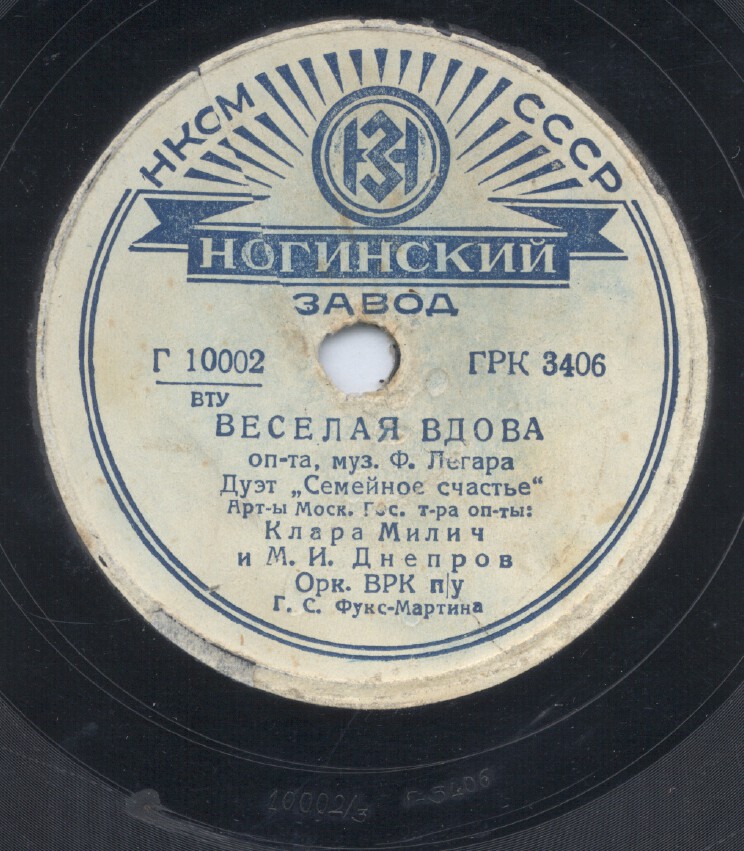 НКСМ СССР
НЗН
НОГИНСКИЙ
ЗАВОД
Г 10002 ГРК 3406
ВТУ
ВЕСЕЛАЯ ВДОВА
оп-та, муз. Ф. Легара
Дуэт „Семейное счастье“
Арт-ы Моск. Гос. т-ра оп-ты:
Клара Милич
и М. И. Днепров
Орк. ВРК п/у
Г. С. Фукс-Мартина
10002/3 Г-3406